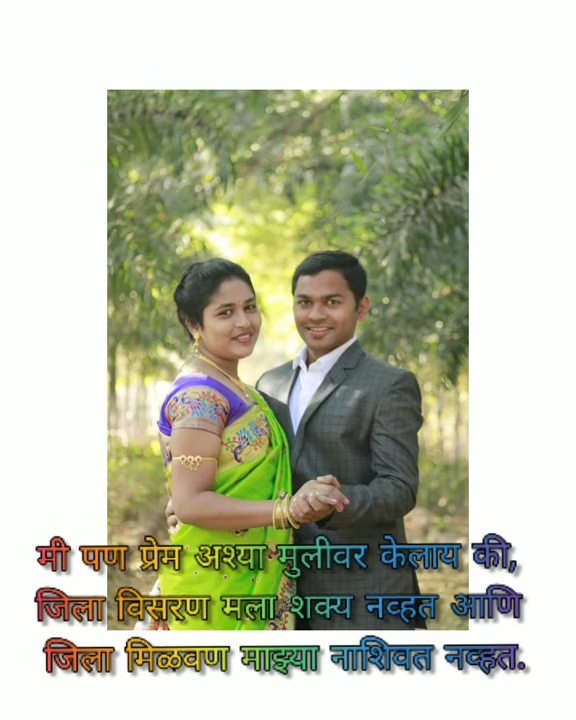 मी पण प्रेम अश्या मुलीवर केलाय की,
जिला विसरण मला शक्य नव्हत आणि
जिला मिळवण माझ्या नाशिवत नव्हत.